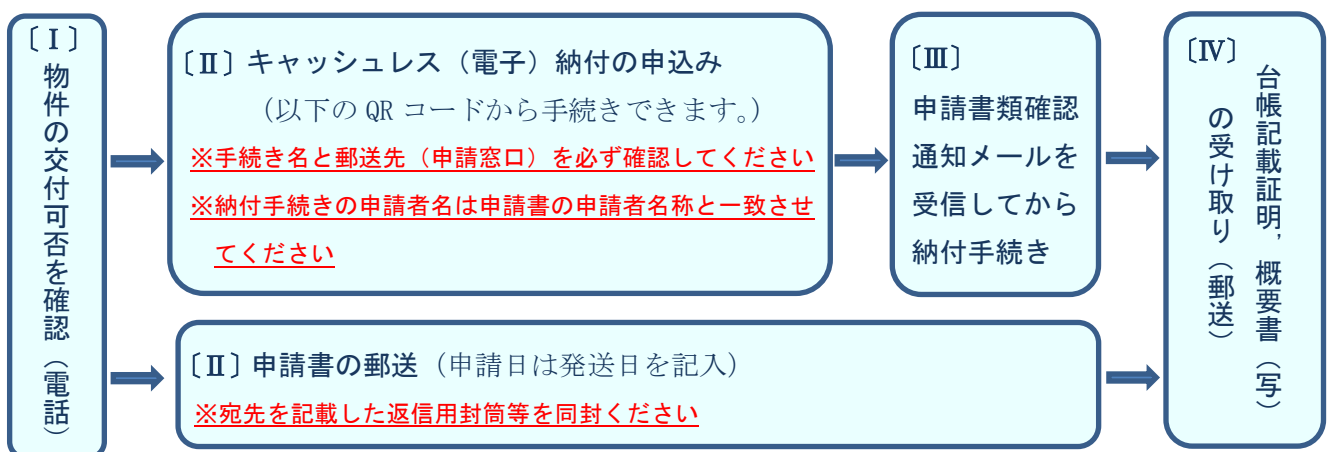 〔Ⅰ〕
物件の交付可否を確認（電話）
〔Ⅱ〕キャッシュレス（電子）納付の申込み
（以下の QR コードから手続きできます。）
※手続き名と郵送先（申請窓口）を必ず確認してください
※納付手続きの申請者名は申請書の申請者名称と一致させ
てください
〔Ⅲ〕
申請書類確認
通知メールを
受信してから
納付手続き
〔Ⅱ〕申請書の郵送（申請日は発送日を記入）
※宛先を記載した返信用封筒等を同封ください
〔Ⅳ〕
台帳記載証明，概要書（写）
の受け取り（郵送）